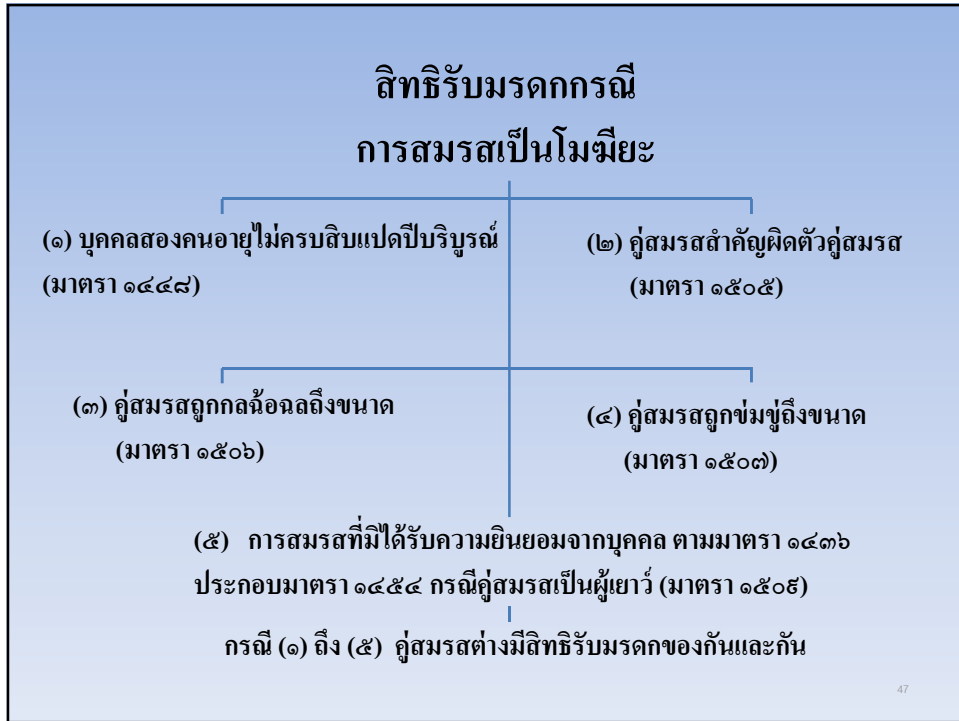 สิทธิรับมรดกกรณี
การสมรสเป็นโมฆียะ
(๑) บุคคลสองคนอายุไม่ครบสิบแปดปีบริบูรณ์
(มาตรา ๑๔๔๘)
(๒) คู่สมรสสำคัญผิดตัวคู่สมรส
(มาตรา ๑๕๐๕)
(๓) คู่สมรสถูกกลฉ้อฉลถึงขนาด
(มาตรา ๑๕๐๖)
(๔) คู่สมรสถูกข่มขู่ถึงขนาด
(มาตรา ๑๕๐๗)
(๕) การสมรสที่มิได้รับความยินยอมจากบุคคล ตามมาตรา ๑๔๓๖
ประกอบมาตรา ๑๔๕๔ กรณีคู่สมรสเป็นผู้เยาว์ (มาตรา ๑๕๐๙)
กรณี (๑) ถึง (๕) คู่สมรสต่างมีสิทธิรับมรดกของกันและกัน
47